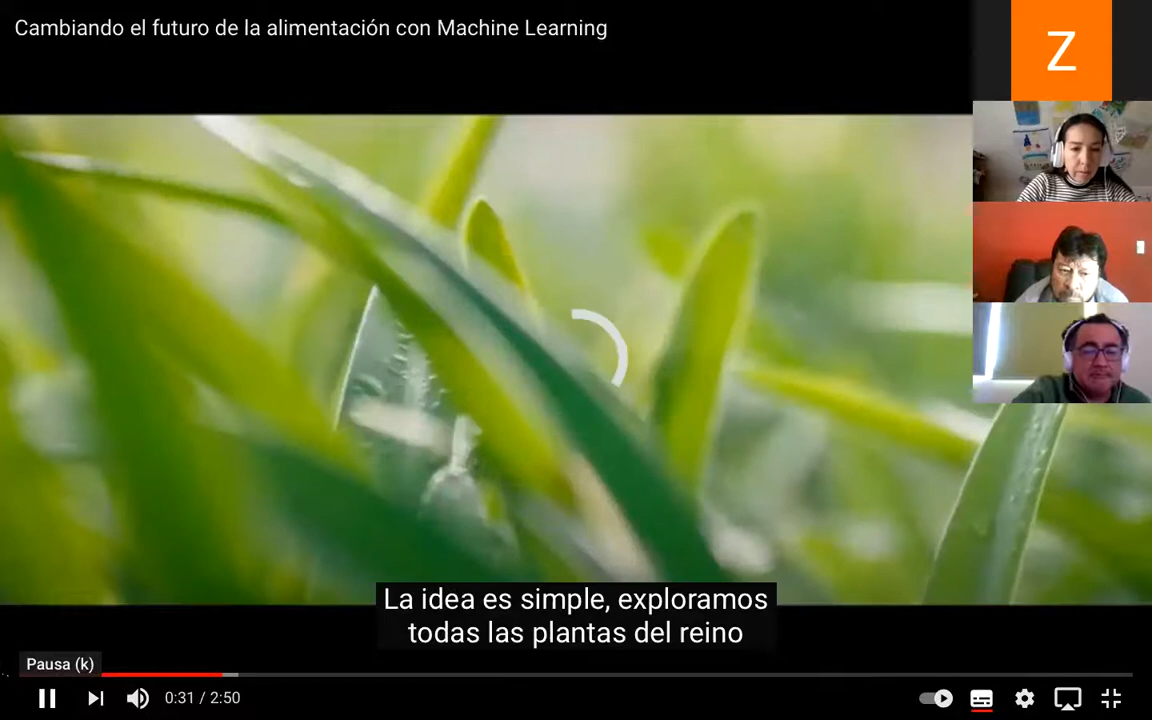 Cambiando el futuro de la alimentación con Machine Learning
Z
La idea es simple, exploramos
todas las plantas del reino
Pausa (k)
0:31 / 2:50